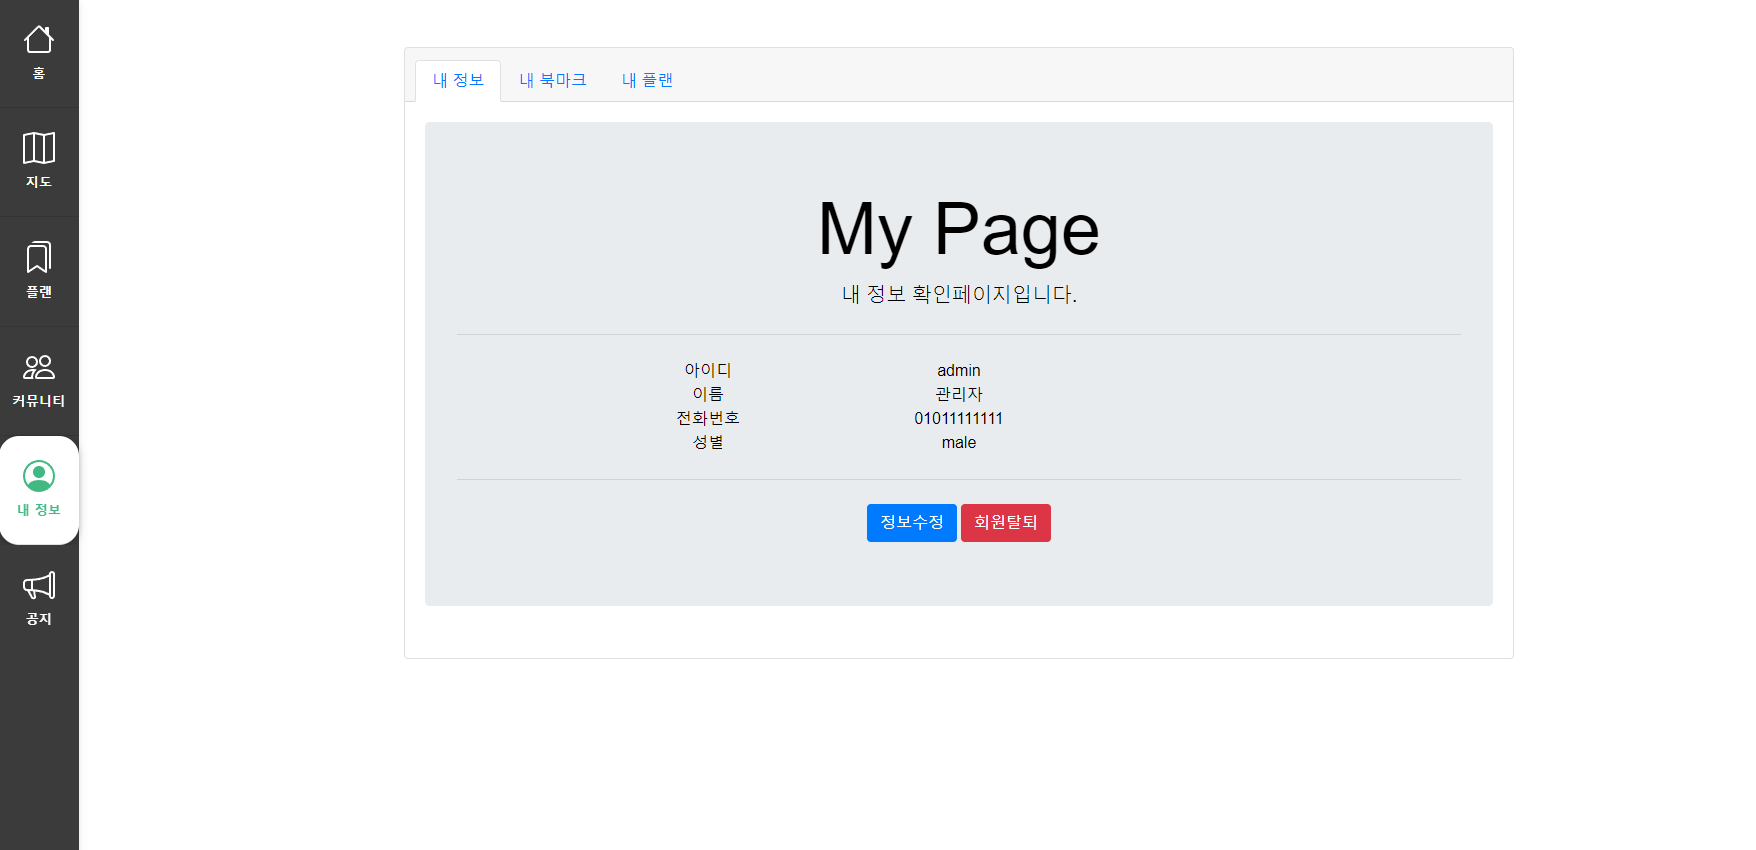 홈
지도
플랜
커뮤니티
내 정보
공지
내 정보 내 북마크 내 플랜
My Page
내 정보 확인페이지입니다.
아이디 admin
이름 관리자
전화번호 01011111111
성별 male
정보수정 회원탈퇴